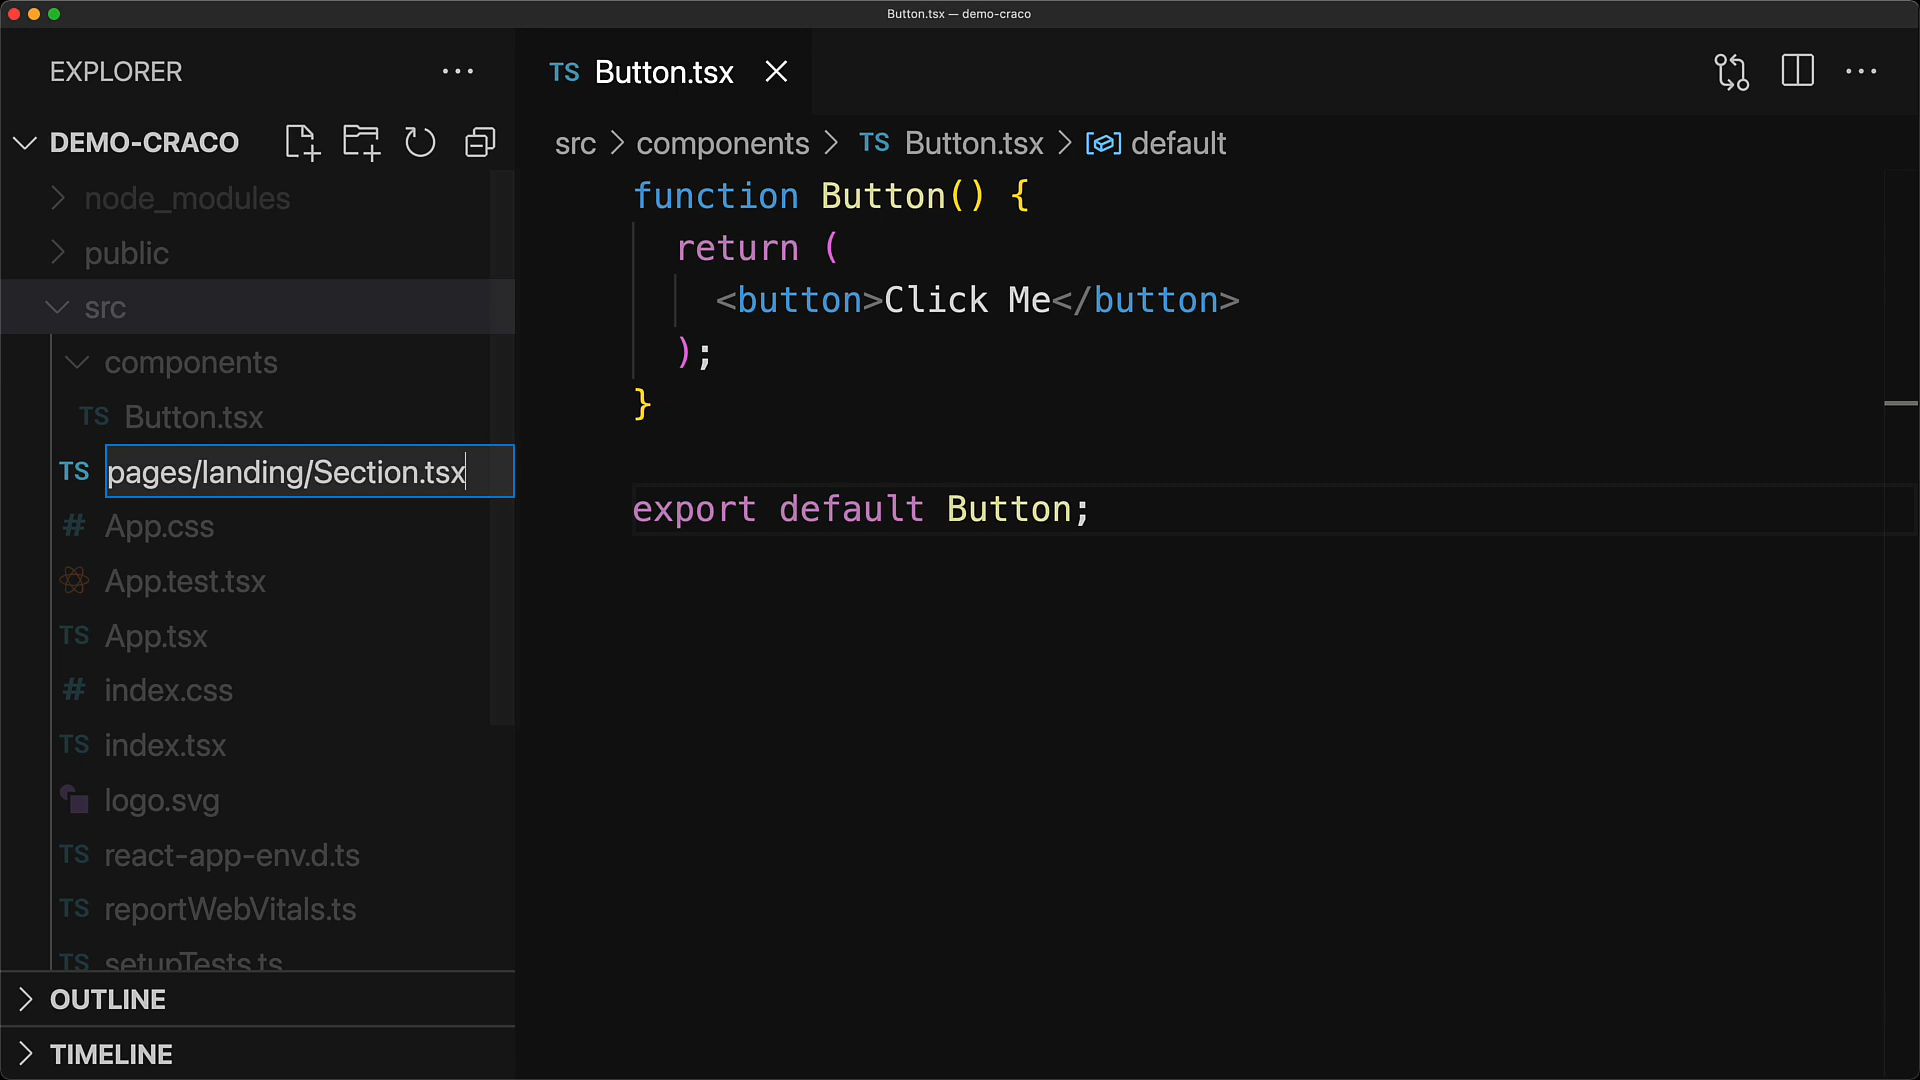 Button.tsx — demo-craco
EXPLORER
DEMO-CRACO
node_modules
public
src
components
TS Button.tsx
TS pages/landing/Section.tsx
# App.css
App.test.tsx
TS App.tsx
# index.css
TS index.tsx
logo.svg
TS react-app-env.d.ts
TS reportWebVitals.ts
TS setupTests.ts
OUTLINE
TIMELINE
TS Button.tsx
src > components > TS Button.tsx > default
function Button() {
return (
<button>Click Me</button>
);
}
export default Button;